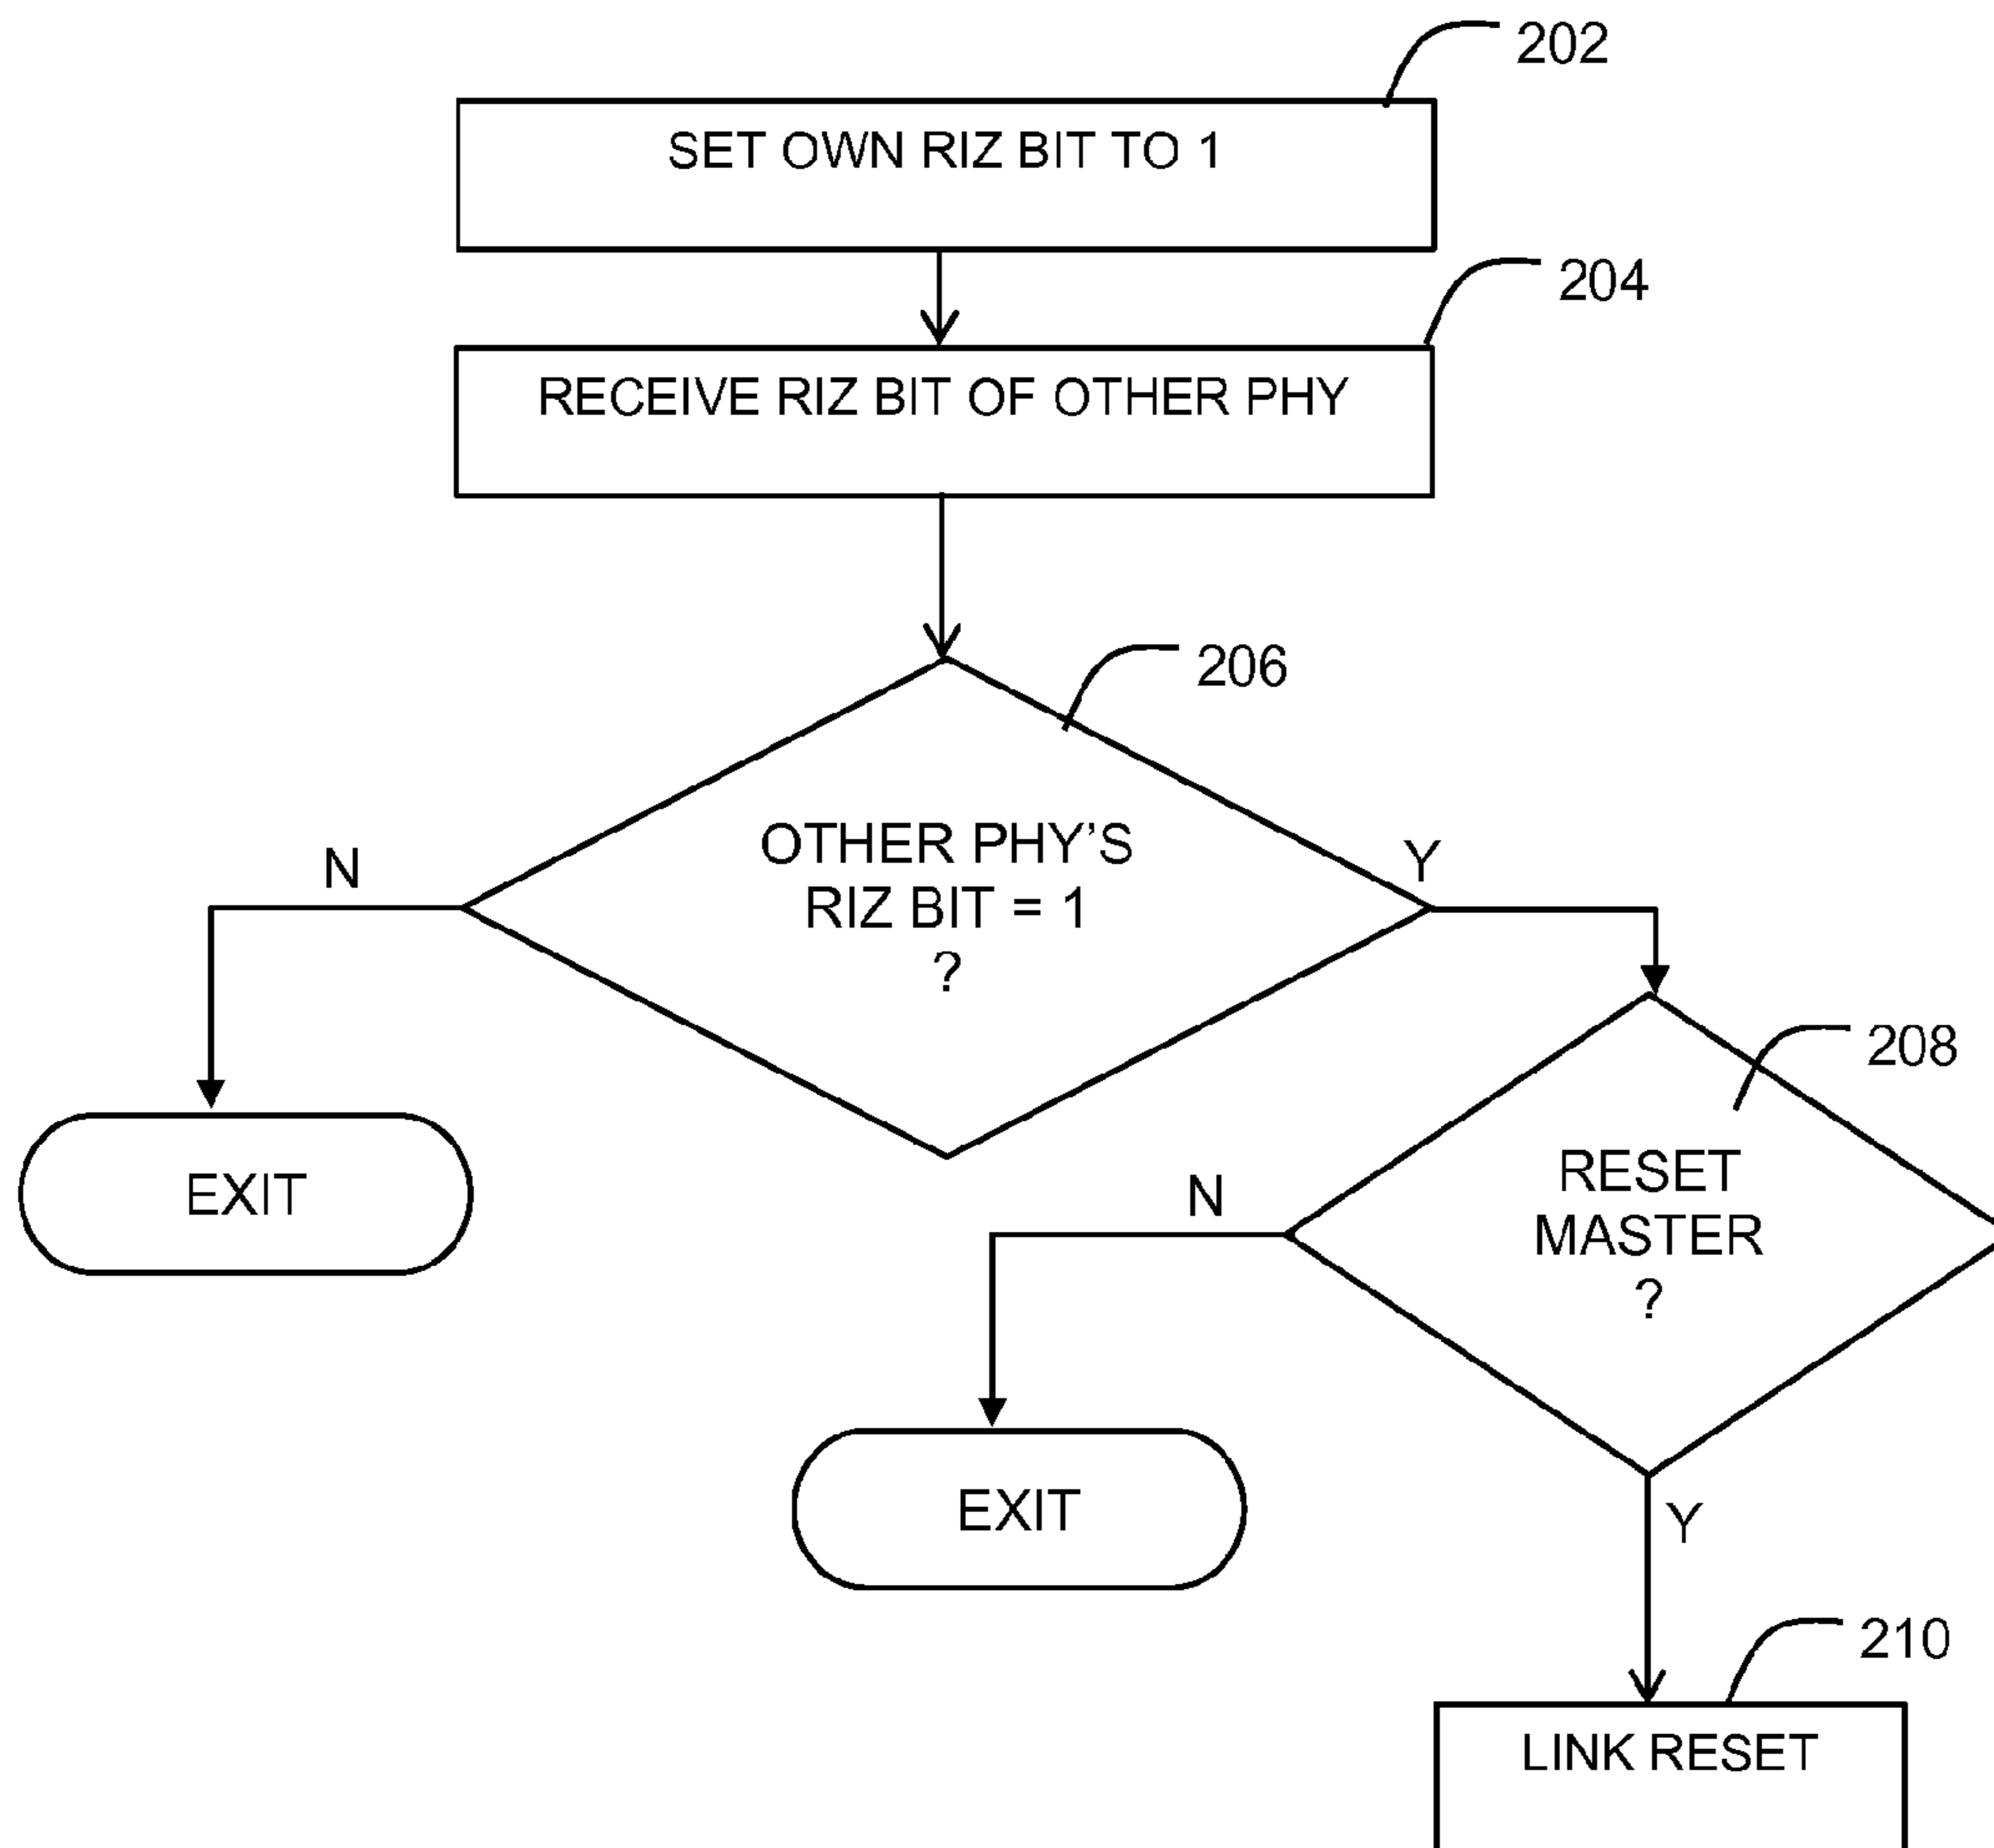 202
SET OWN RIZ BIT TO 1
204
RECEIVE RIZ BIT OF OTHER PHY
206
OTHER PHY'S
RIZ BIT = 1
?
N
Y
208
EXIT
RESET
MASTER
?
N
EXIT
Y
210
LINK RESET